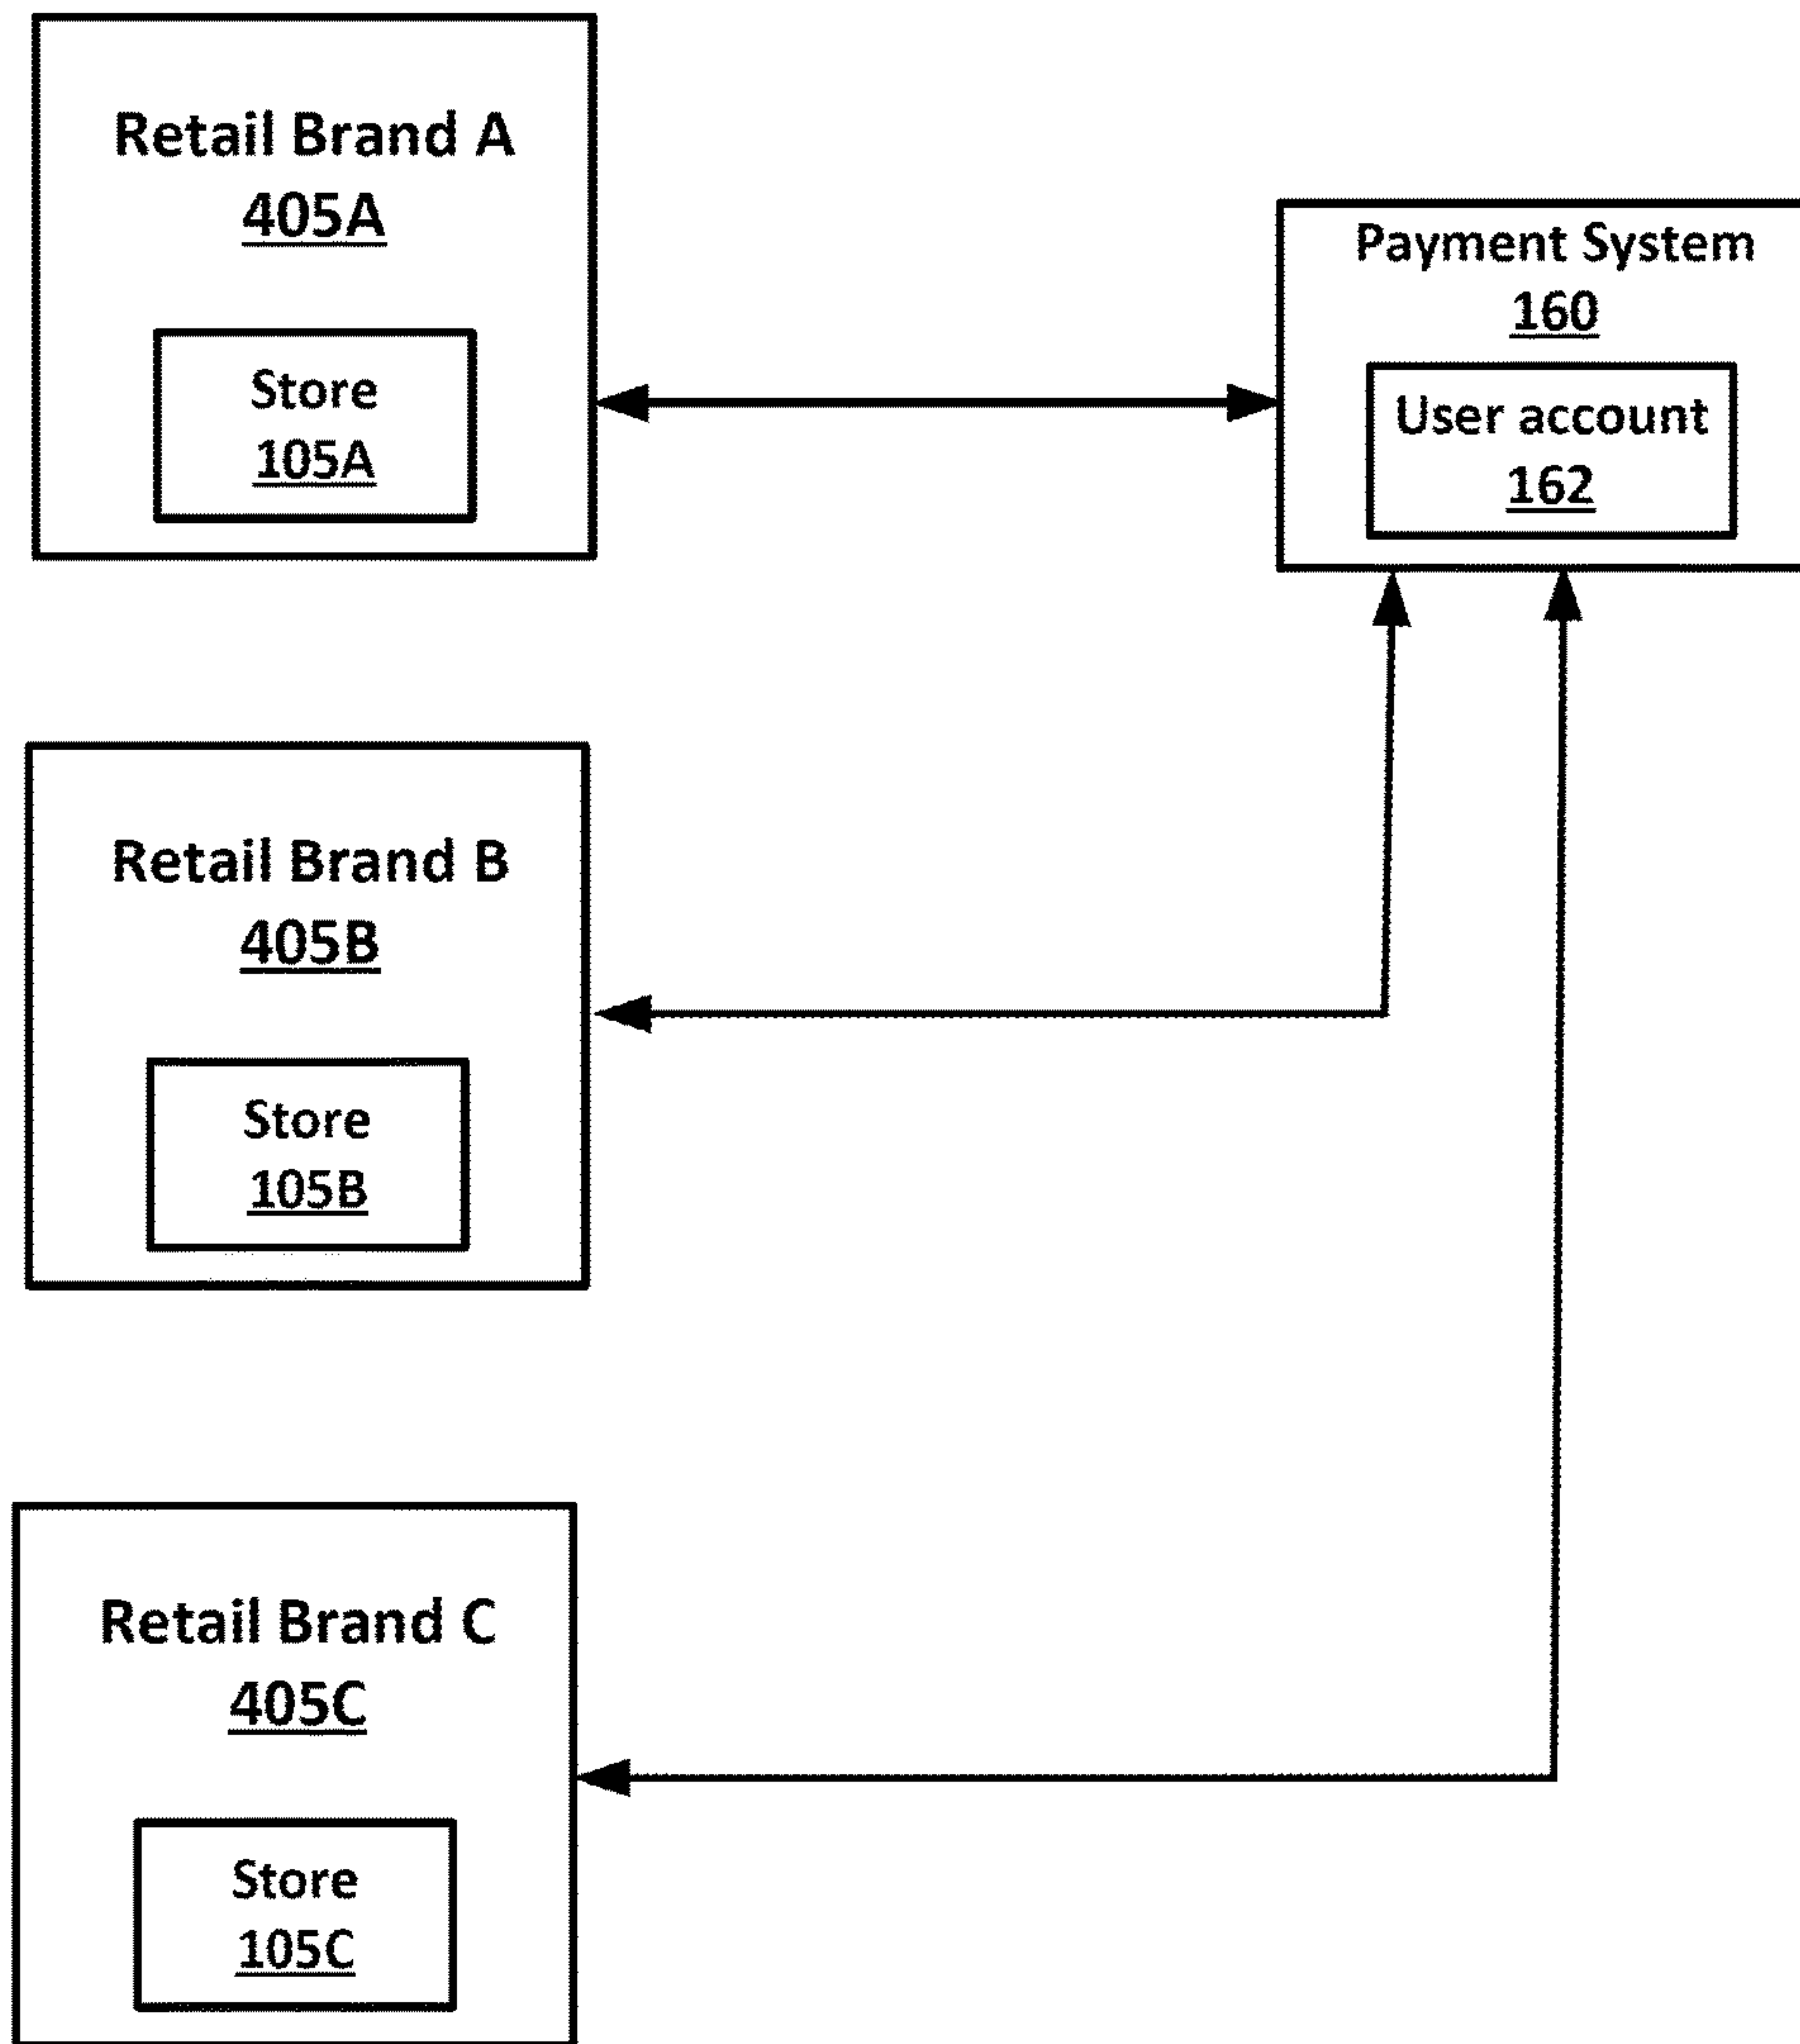 Retail Brand A
405A
Store
105A
Payment System
160
User account
162
Retail Brand B
405B
Store
105B
Retail Brand C
405C
Store
105C